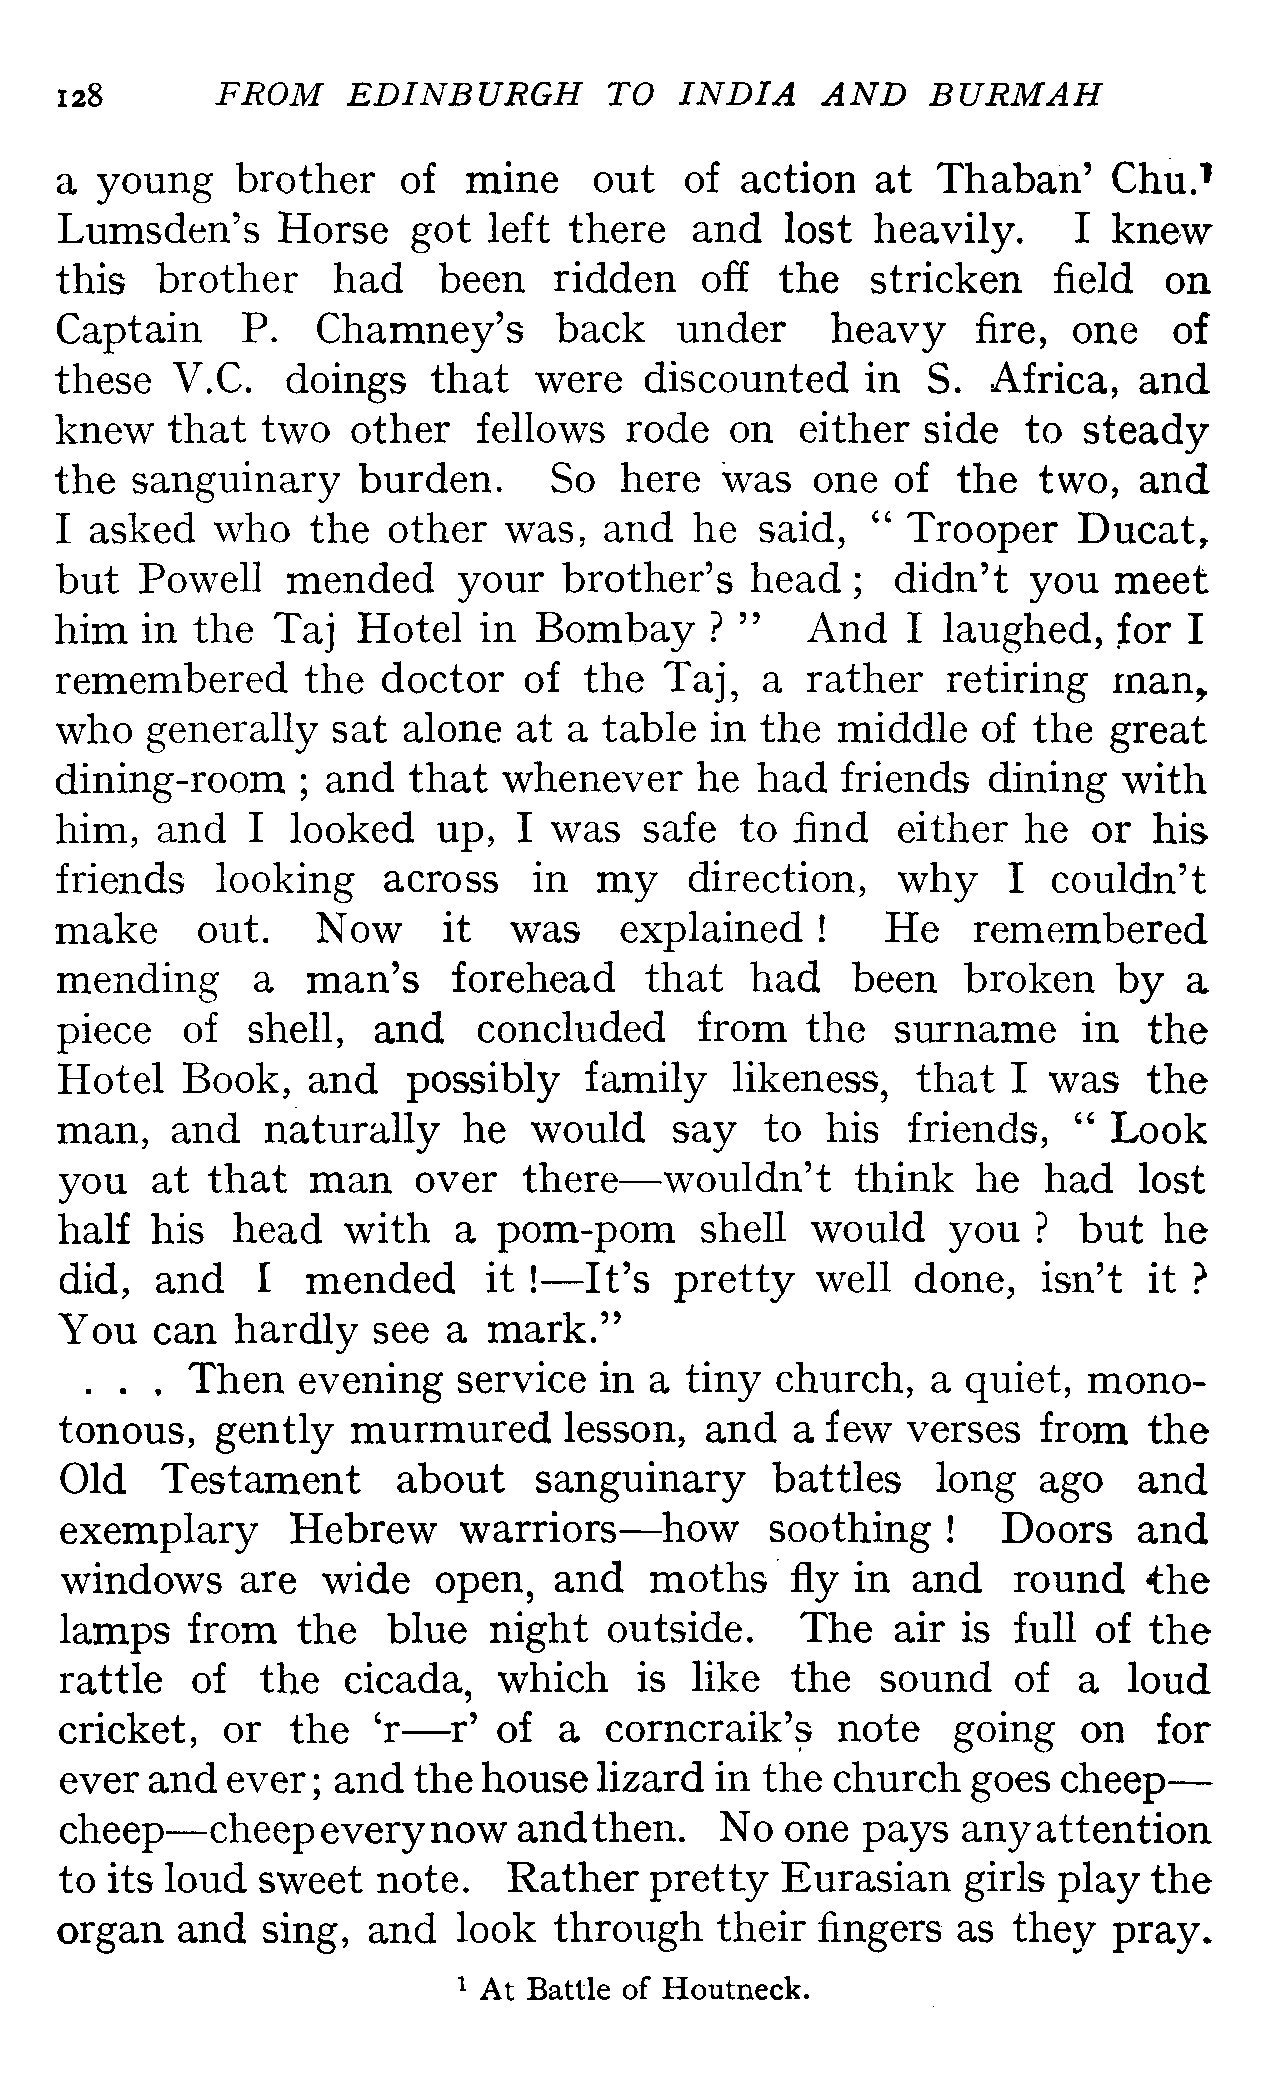 128 FROM EDINBURGH TO INDIA AND BURMAH
a young brother of mine out of action at Thaban’ Chu.¹
Lumsden’s Horse got left there and lost heavily. I knew
this brother had been ridden off the stricken field on
Captain P. Chamney’s back under heavy fire, one of
these V.C. doings that were discounted in S. Africa, and
knew that two other fellows rode on either side to steady
the sanguinary burden. So here was one of the two, and
I asked who the other was, and he said, “ Trooper Ducat,
but Powell mended your brother’s head ; didn’t you meet
him in the Taj Hotel in Bombay ? ” And I laughed, for I
remembered the doctor of the Taj, a rather retiring man,
who generally sat alone at a table in the middle of the great
dining-room ; and that whenever he had friends dining with
him, and I looked up, I was safe to find either he or his
friends looking across in my direction, why I couldn’t
make out. Now it was explained ! He remembered
mending a man’s forehead that had been broken by a
piece of shell, and concluded from the surname in the
Hotel Book, and possibly family likeness, that I was the
man, and naturally he would say to his friends, “ Look
you at that man over there—wouldn’t think he had lost
half his head with a pom-pom shell would you ? but he
did, and I mended it !—It’s pretty well done, isn’t it ?
You can hardly see a mark.”
. . . Then evening service in a tiny church, a quiet, mono-
tonous, gently murmured lesson, and a few verses from the
Old Testament about sanguinary battles long ago and
exemplary Hebrew warriors—how soothing ! Doors and
windows are wide open, and moths fly in and round the
lamps from the blue night outside. The air is full of the
rattle of the cicada, which is like the sound of a loud
cricket, or the ‘r—r’ of a corncraik’s note going on for
ever and ever; and the house lizard in the church goes cheep—
cheep—cheep every now and then. No one pays any attention
to its loud sweet note. Rather pretty Eurasian girls play the
organ and sing, and look through their fingers as they pray.
¹ At Battle of Houtneck.